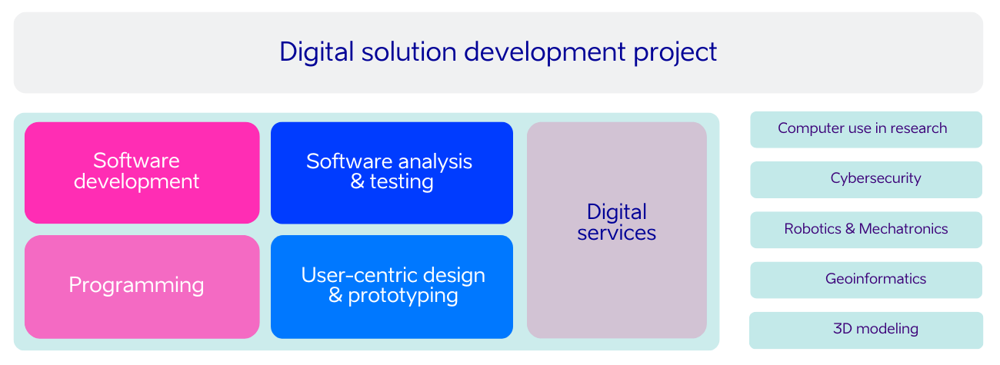 Digital solution development project
Software
development
Software analysis
& testing
Digital
services
Programming
User-centric design
& prototyping
Computer use in research
Cybersecurity
Robotics & Mechatronics
Geoinformatics
3D modeling